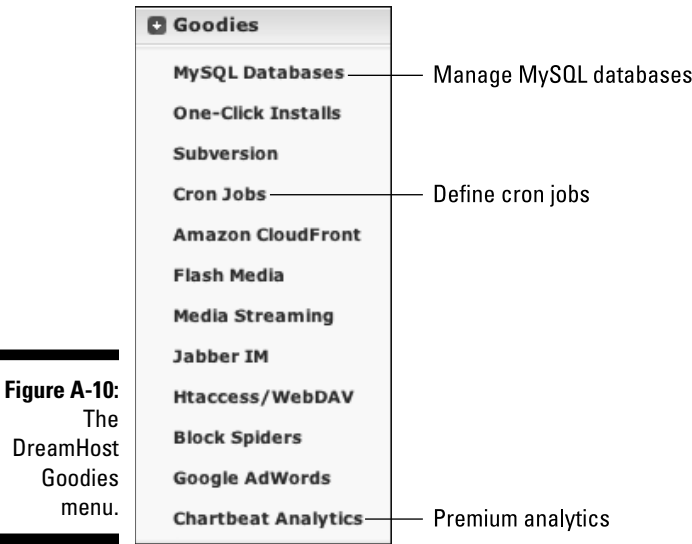 Goodies
MySQL Databases
Manage MySQL databases
One-Click Installs
Subversion
Cron Jobs
Define cron jobs
Amazon CloudFront
Flash Media
Media Streaming
Jabber IM
Htaccess/WebDAV
Block Spiders
Google AdWords
Chartbeat Analytics
Premium analytics
Figure A-10:
The
DreamHost
Goodies
menu.